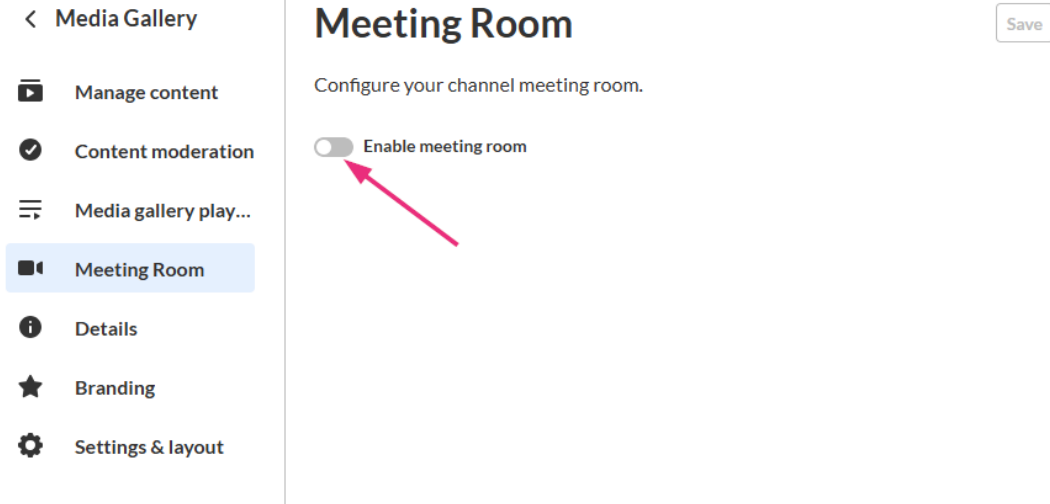 Media Gallery
Manage content
Content moderation
Media gallery play...
Meeting Room
Details
Branding
Settings & layout
Meeting Room
Save
Configure your channel meeting room.
Enable meeting room